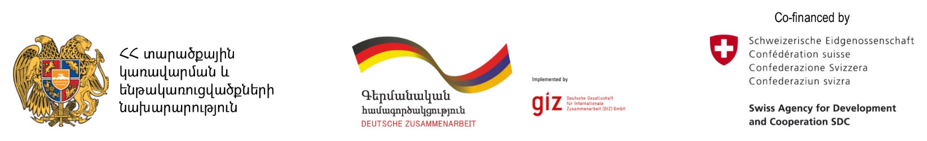 ՀՀ տարածքային
կառավարման և
ենթակառուցվածքների
նախարարություն
Գերմանական
համագործակցություն
DEUTSCHE ZUSAMMENARBEIT
Implemented by
giz
Deutsche Gesellschaft
für Internationale
Zusammenarbeit (GIZ) GmbH
Co-financed by
Schweizerische Eidgenossenschaft
Confédération suisse
Confederazione Svizzera
Confederaziun svizra
Swiss Agency for Development
and Cooperation SDC